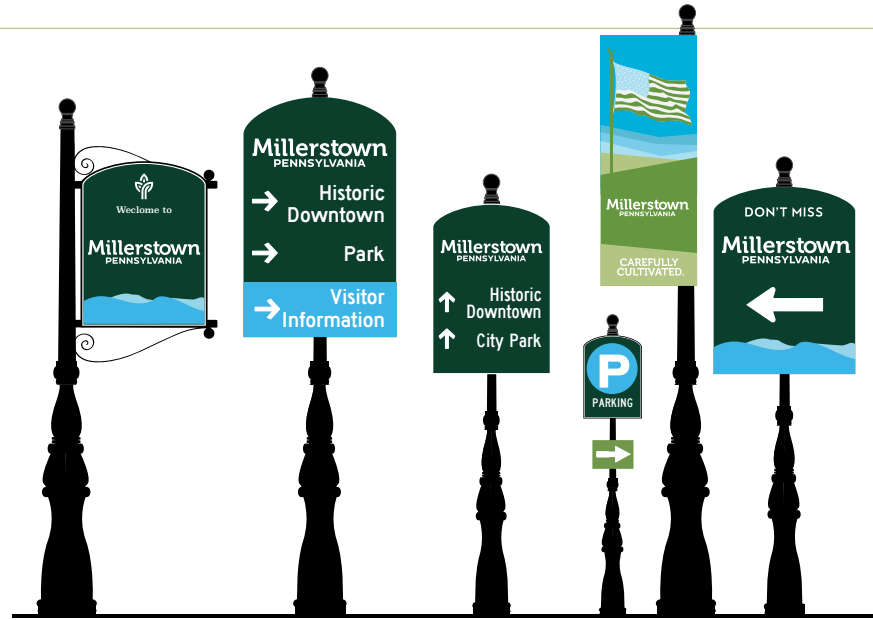 Weclome to
Millerstown
PENNSYLVANIA
Millerstown
PENNSYLVANIA
Historic
Downtown
Park
Visitor
Information
Millerstown
PENNSYLVANIA
Historic
Downtown
City Park
P
PARKING
Millerstown
PENNSYLVANIA
CAREFULLY
CULTIVATED.
DON'T MISS
Millerstown
PENNSYLVANIA